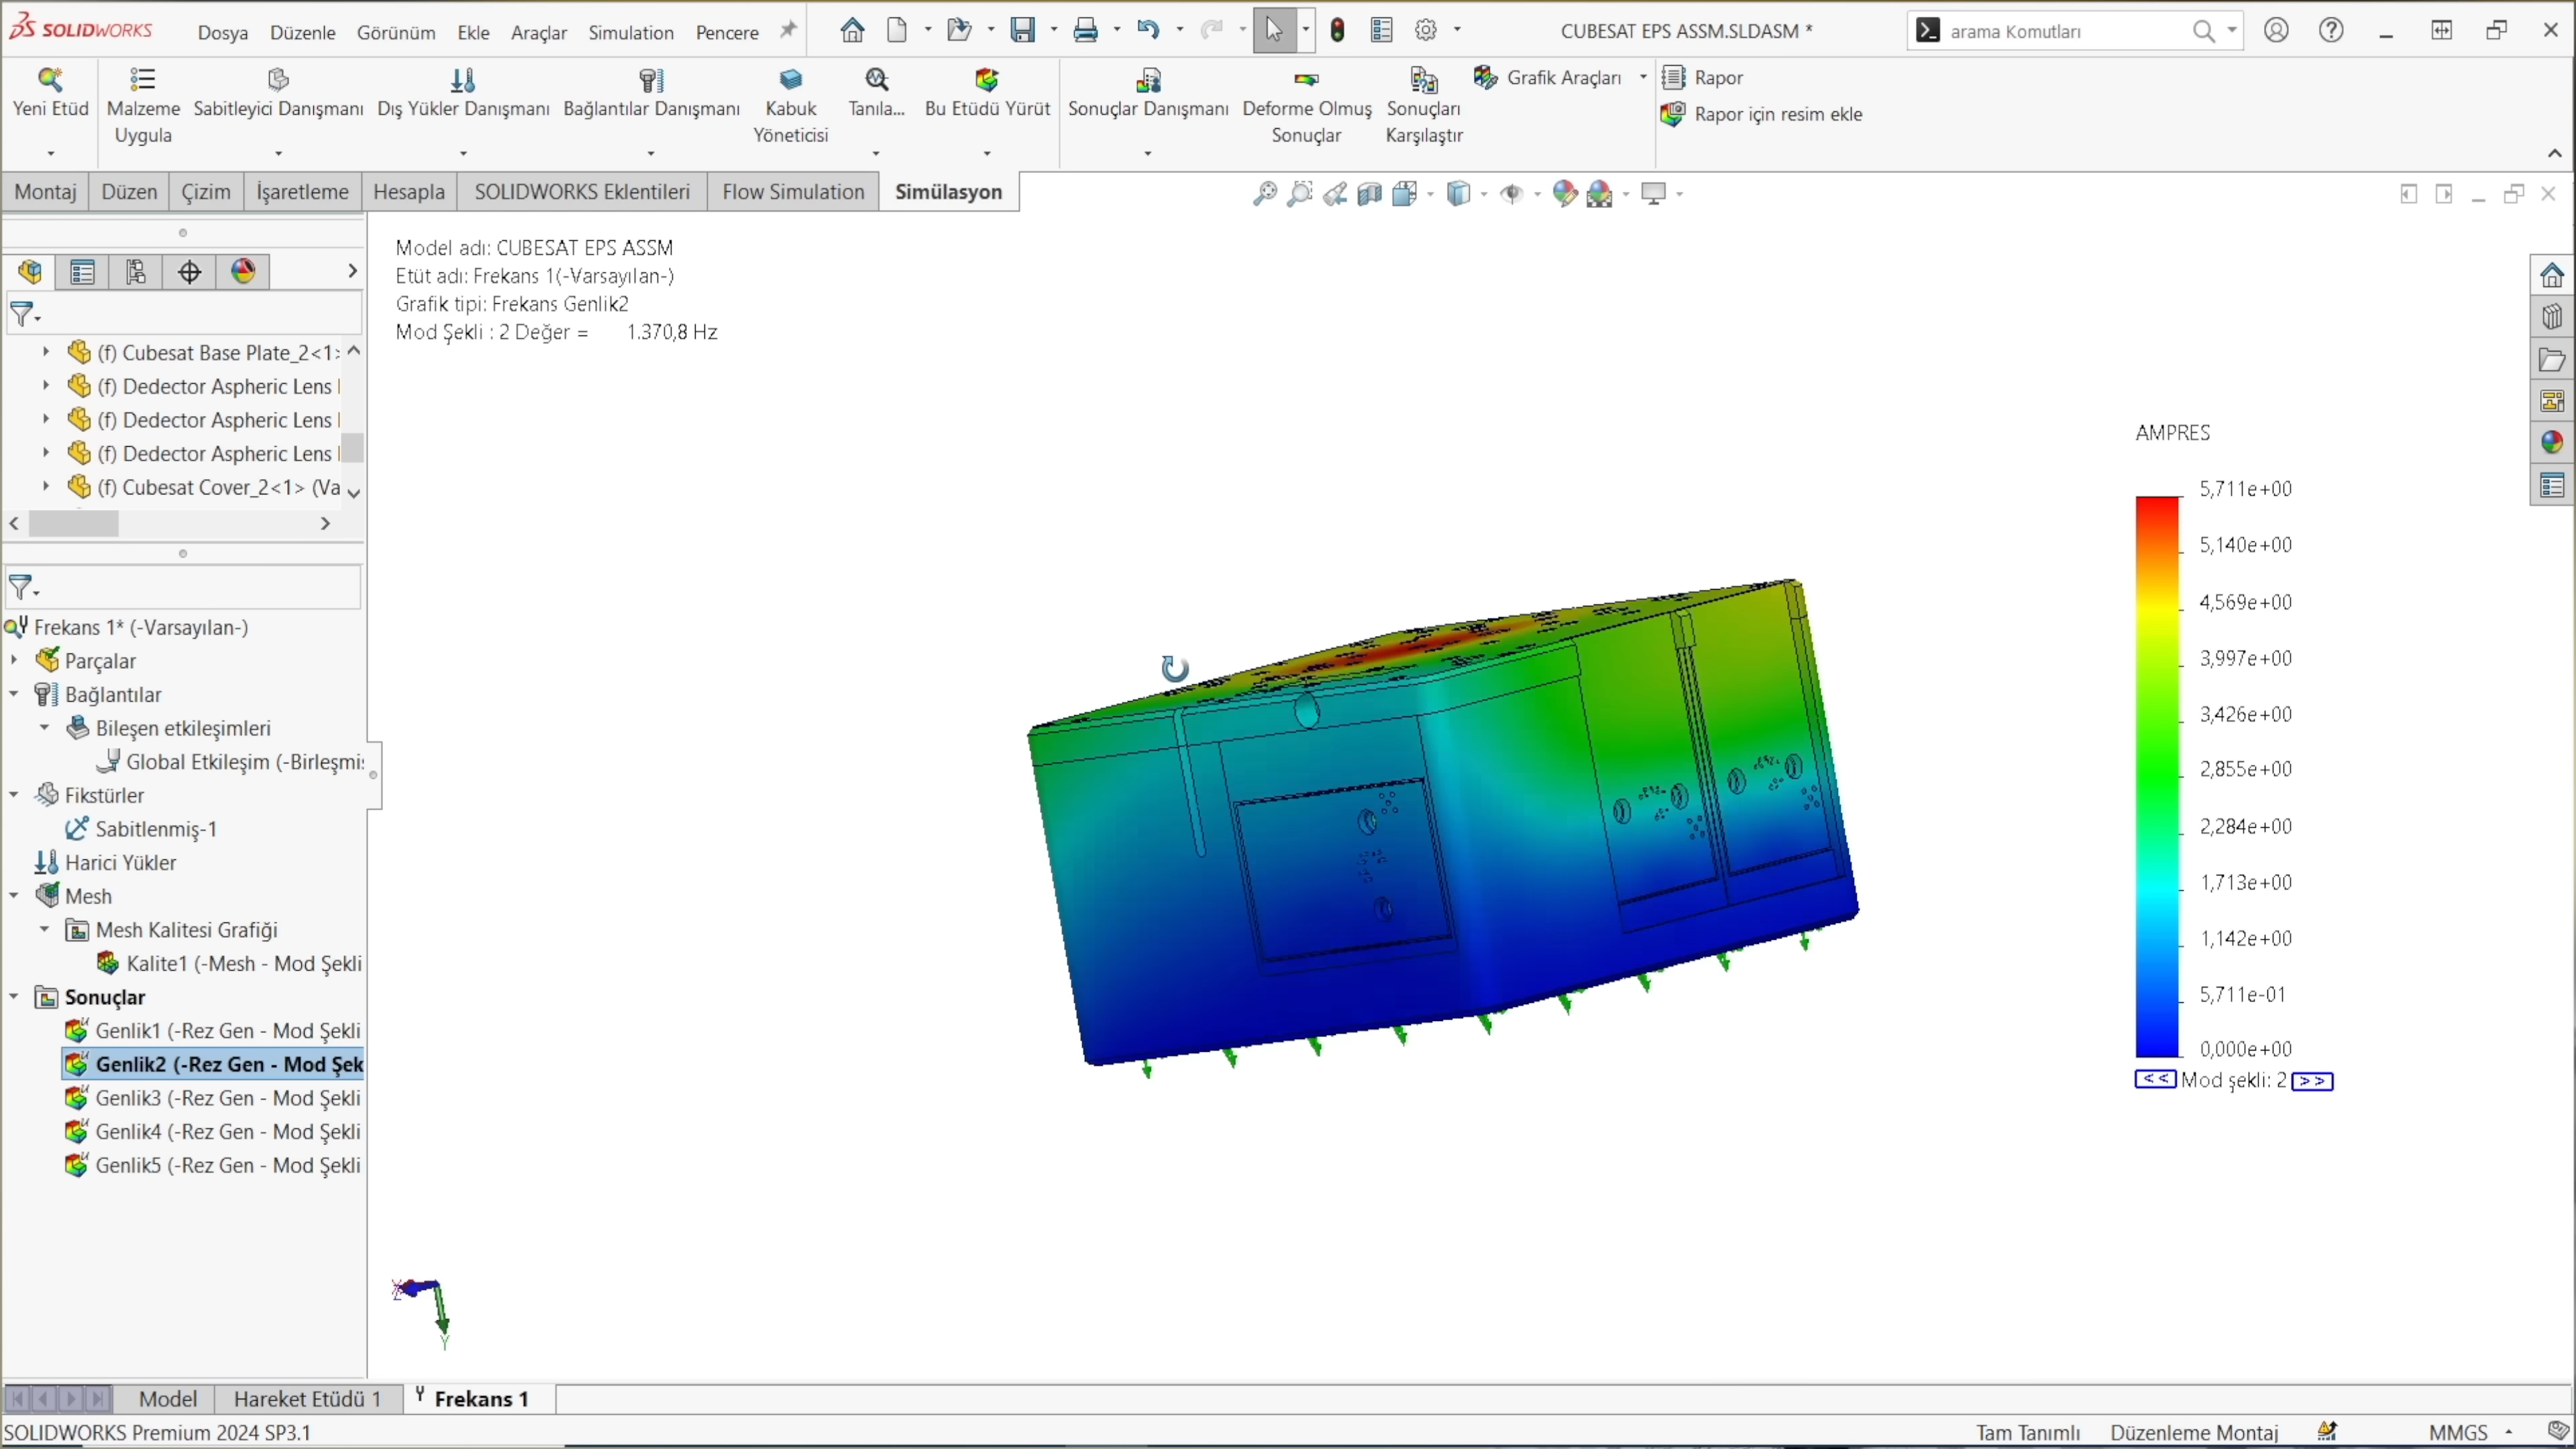 SOLIDWORKS
Dosya Düzenle Görünüm Ekle Araçlar Simulation Pencere
CUBESAT EPS ASSM.SLDASM *
arama Komutları
Yeni Etüd
Malzeme Uygula
Sabitleyici Danışmanı
Dış Yükler Danışmanı
Bağlantılar Danışmanı
Kabuk Yöneticisi
Tanıla...
Bu Etüdü Yürüt
Sonuçlar Danışmanı
Deforme Olmuş Sonuçlar
Sonuçları Karşılaştır
Grafik Araçları
Rapor
Rapor için resim ekle
Montaj Düzen Çizim İşaretleme Hesapla SOLIDWORKS Eklentileri Flow Simulation Simülasyon
Model adı: CUBESAT EPS ASSM
Etüt adı: Frekans 1(-Varsayılan-)
Grafik tipi: Frekans Genlik2
Mod Şekli : 2 Değer = 1.370,8 Hz
(f) Cubesat Base Plate_2<1>
(f) Dedector Aspheric Lens
(f) Dedector Aspheric Lens
(f) Dedector Aspheric Lens
(f) Cubesat Cover_2<1> (Va
Frekans 1* (-Varsayılan-)
Parçalar
Bağlantılar
Bileşen etkileşimleri
Global Etkileşim (-Birleşmiş
Fikstürler
Sabitlenmiş-1
Harici Yükler
Mesh
Mesh Kalitesi Grafiği
Kalite1 (-Mesh - Mod Şekli
Sonuçlar
Genlik1 (-Rez Gen - Mod Şekli
Genlik2 (-Rez Gen - Mod Şek
Genlik3 (-Rez Gen - Mod Şekli
Genlik4 (-Rez Gen - Mod Şekli
Genlik5 (-Rez Gen - Mod Şekli
AMPRES
5,711e+00
5,140e+00
4,569e+00
3,997e+00
3,426e+00
2,855e+00
2,284e+00
1,713e+00
1,142e+00
5,711e-01
0,000e+00
<< Mod şekli: 2 >>
X
Z
Y
Model Hareket Etüdü 1 Frekans 1
SOLIDWORKS Premium 2024 SP3.1
Tam Tanımlı Düzenleme Montaj MMGS